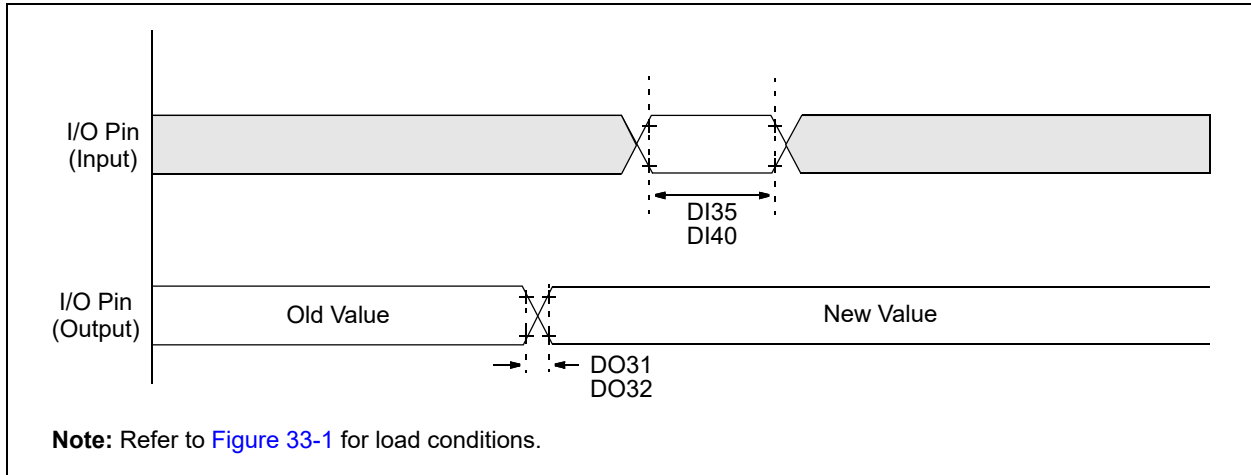 I/O Pin
(Input)
DI35
DI40
I/O Pin
(Output)
Old Value
New Value
DO31
DO32
Note: Refer to Figure 33-1 for load conditions.